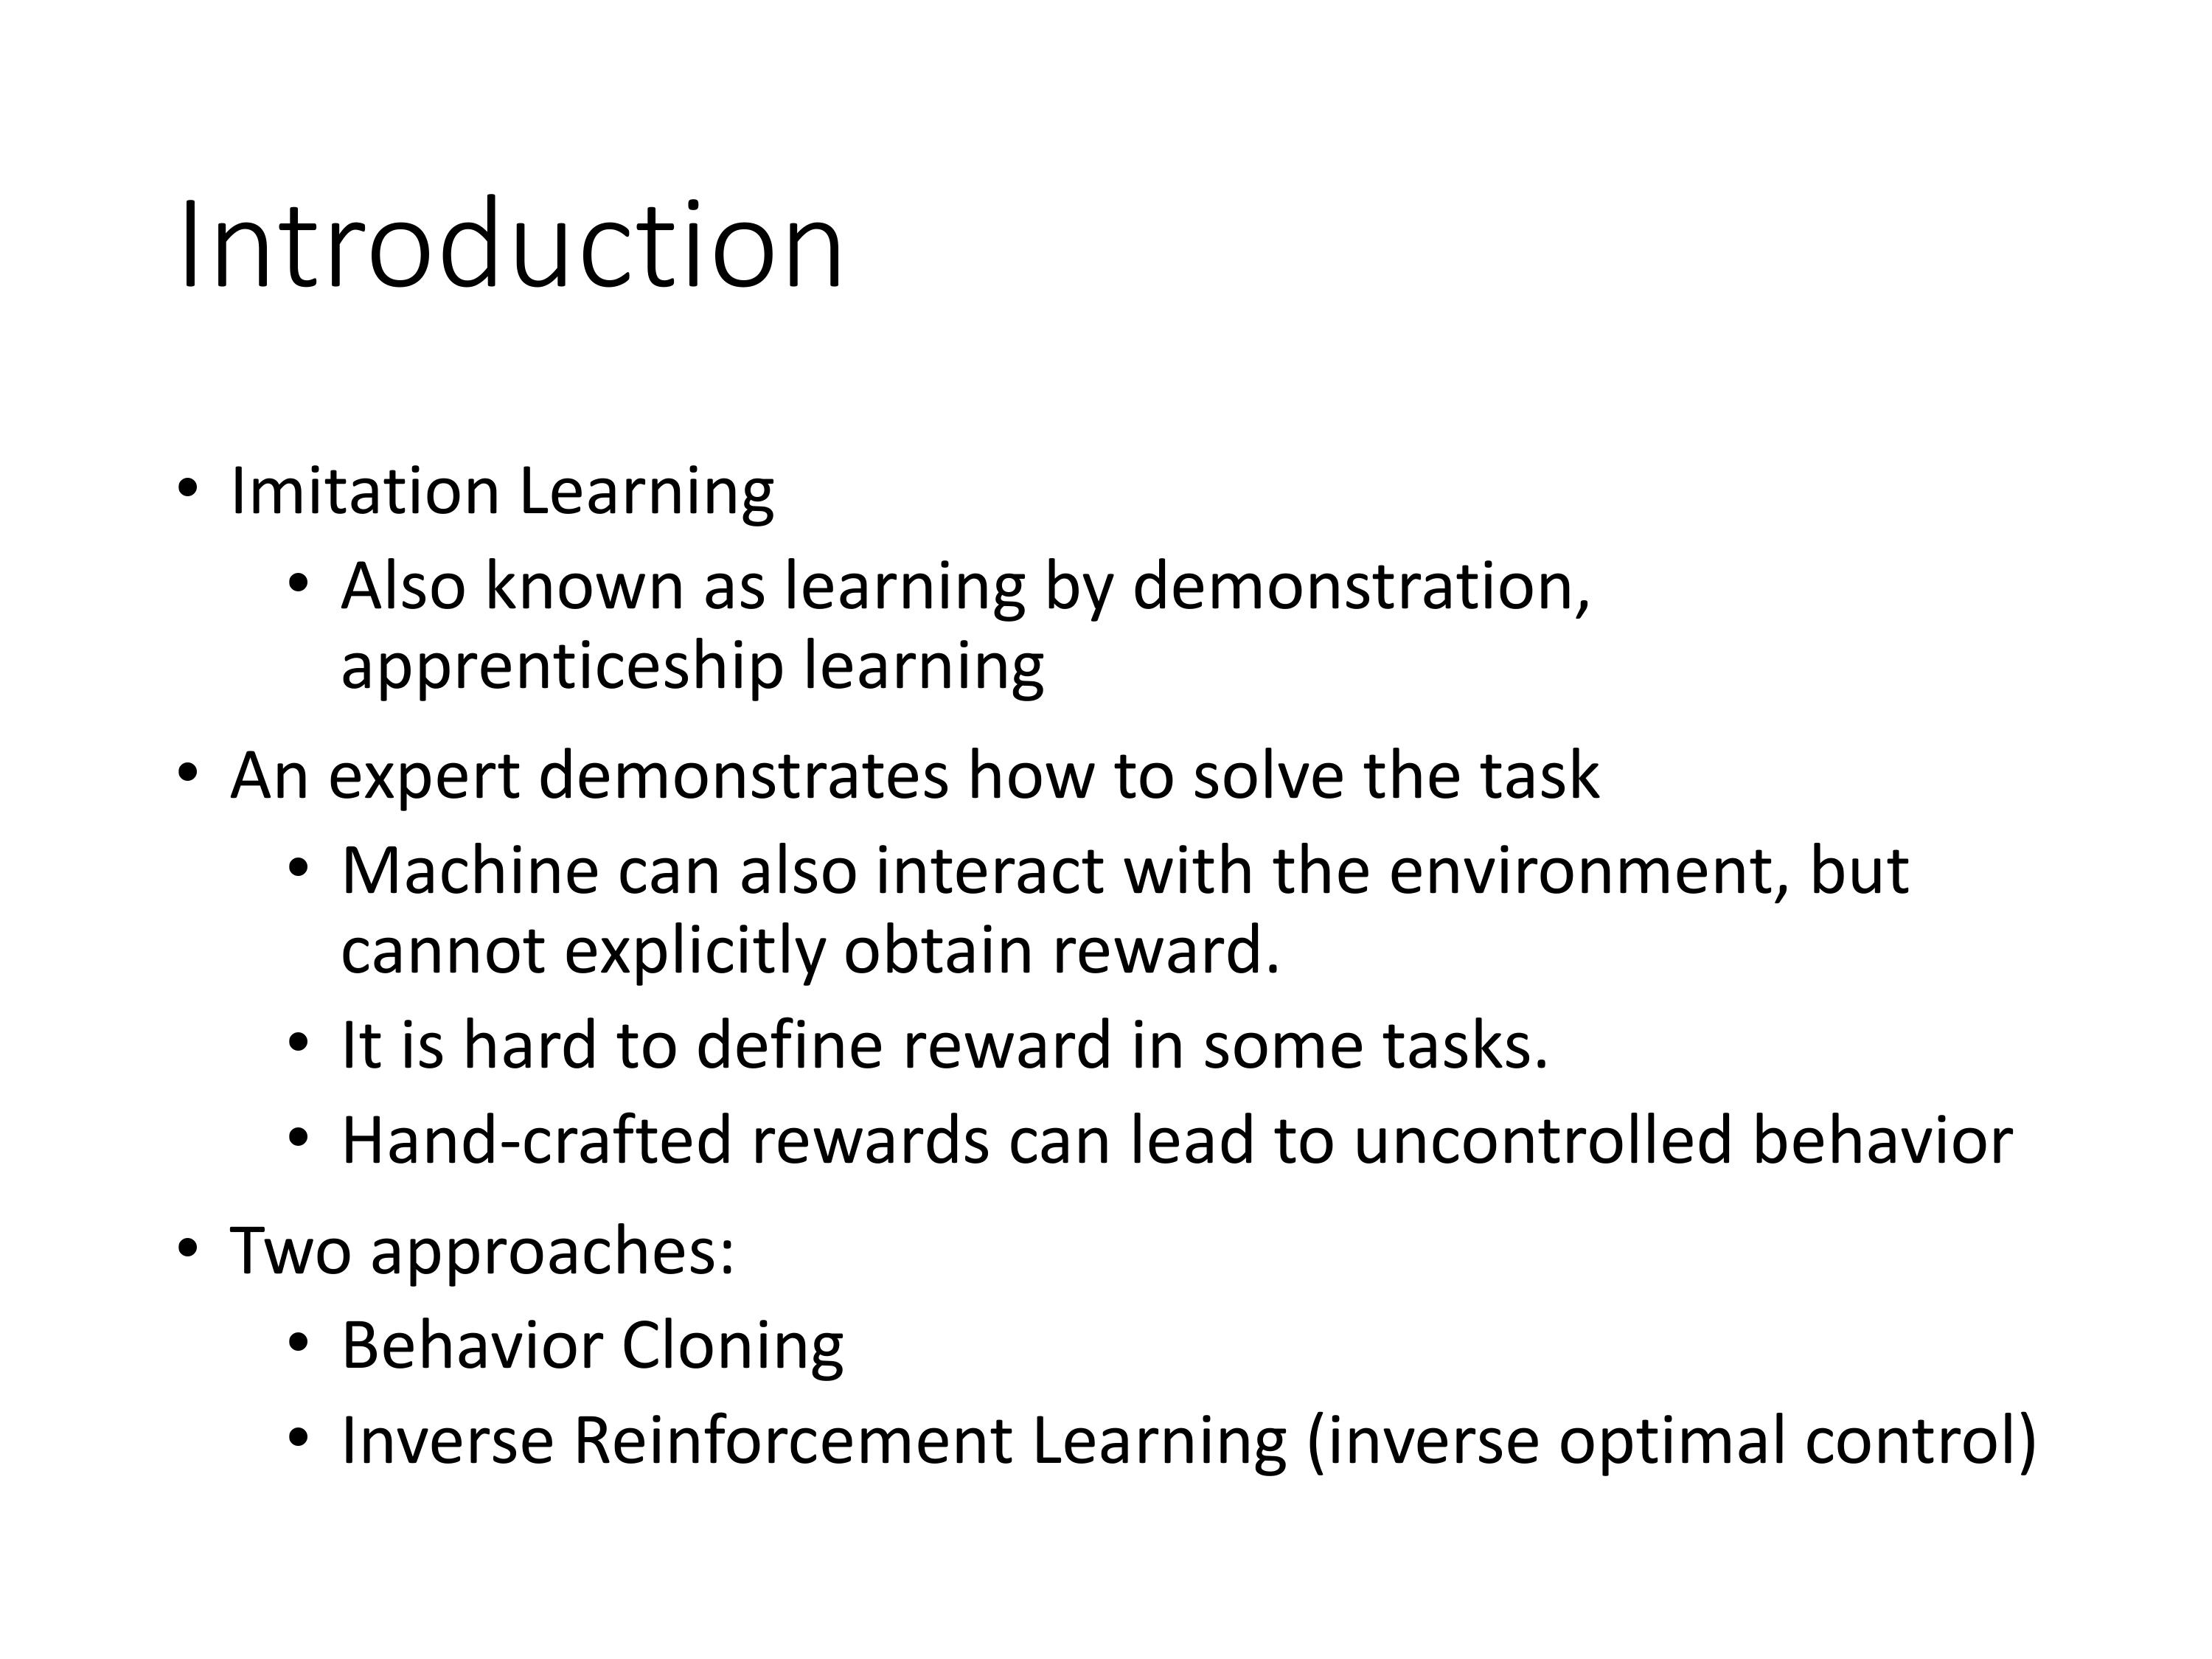 Introduction
• Imitation Learning
• Also known as learning by demonstration,
apprenticeship learning
• An expert demonstrates how to solve the task
• Machine can also interact with the environment, but
cannot explicitly obtain reward.
• It is hard to define reward in some tasks.
• Hand-crafted rewards can lead to uncontrolled behavior
• Two approaches:
• Behavior Cloning
• Inverse Reinforcement Learning (inverse optimal control)